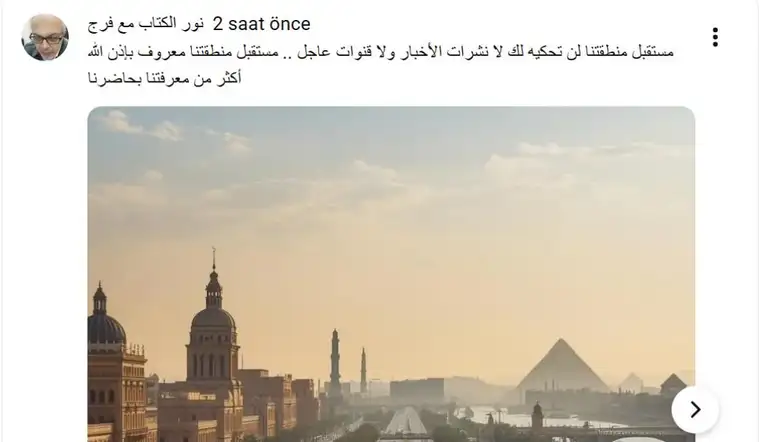 نور الكتاب مع فرج 2 saat önce
مستقبل منطقتنا لن تحكيه لك لا نشرات الأخبار ولا قنوات عاجل .. مستقبل منطقتنا معروف بإذن الله
أكثر من معرفتنا بحاضرنا